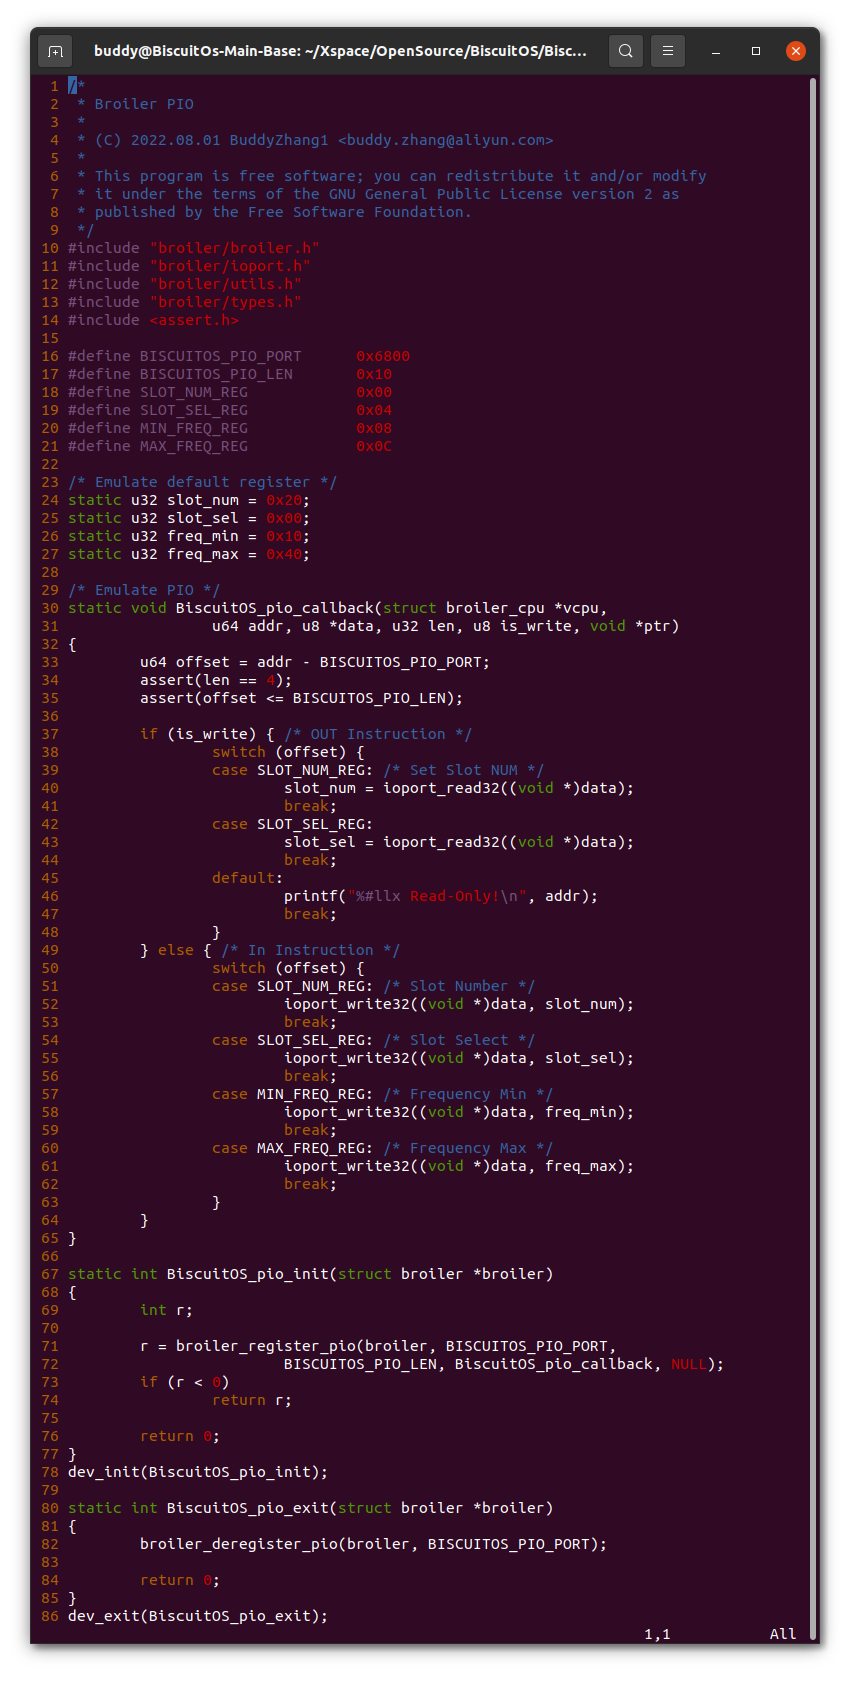 buddy@BiscuitOs-Main-Base: ~/Xspace/OpenSource/BiscuitOS/Bisc...
1 /*
2  * Broiler PIO
3  *
4  * (C) 2022.08.01 BuddyZhang1 <buddy.zhang@aliyun.com>
5  *
6  * This program is free software; you can redistribute it and/or modify
7  * it under the terms of the GNU General Public License version 2 as
8  * published by the Free Software Foundation.
9  */
10 #include "broiler/broiler.h"
11 #include "broiler/ioport.h"
12 #include "broiler/utils.h"
13 #include "broiler/types.h"
14 #include <assert.h>
15
16 #define BISCUITOS_PIO_PORT      0x6800
17 #define BISCUITOS_PIO_LEN       0x10
18 #define SLOT_NUM_REG            0x00
19 #define SLOT_SEL_REG            0x04
20 #define MIN_FREQ_REG            0x08
21 #define MAX_FREQ_REG            0x0C
22
23 /* Emulate default register */
24 static u32 slot_num = 0x20;
25 static u32 slot_sel = 0x00;
26 static u32 freq_min = 0x10;
27 static u32 freq_max = 0x40;
28
29 /* Emulate PIO */
30 static void BiscuitOS_pio_callback(struct broiler_cpu *vcpu,
31                 u64 addr, u8 *data, u32 len, u8 is_write, void *ptr)
32 {
33         u64 offset = addr - BISCUITOS_PIO_PORT;
34         assert(len == 4);
35         assert(offset <= BISCUITOS_PIO_LEN);
36
37         if (is_write) { /* OUT Instruction */
38                 switch (offset) {
39                 case SLOT_NUM_REG: /* Set Slot NUM */
40                         slot_num = ioport_read32((void *)data);
41                         break;
42                 case SLOT_SEL_REG:
43                         slot_sel = ioport_read32((void *)data);
44                         break;
45                 default:
46                         printf("%#llx Read-Only!\n", addr);
47                         break;
48                 }
49         } else { /* In Instruction */
50                 switch (offset) {
51                 case SLOT_NUM_REG: /* Slot Number */
52                         ioport_write32((void *)data, slot_num);
53                         break;
54                 case SLOT_SEL_REG: /* Slot Select */
55                         ioport_write32((void *)data, slot_sel);
56                         break;
57                 case MIN_FREQ_REG: /* Frequency Min */
58                         ioport_write32((void *)data, freq_min);
59                         break;
60                 case MAX_FREQ_REG: /* Frequency Max */
61                         ioport_write32((void *)data, freq_max);
62                         break;
63                 }
64         }
65 }
66
67 static int BiscuitOS_pio_init(struct broiler *broiler)
68 {
69         int r;
70
71         r = broiler_register_pio(broiler, BISCUITOS_PIO_PORT,
72                         BISCUITOS_PIO_LEN, BiscuitOS_pio_callback, NULL);
73         if (r < 0)
74                 return r;
75
76         return 0;
77 }
78 dev_init(BiscuitOS_pio_init);
79
80 static int BiscuitOS_pio_exit(struct broiler *broiler)
81 {
82         broiler_deregister_pio(broiler, BISCUITOS_PIO_PORT);
83
84         return 0;
85 }
86 dev_exit(BiscuitOS_pio_exit);
1,1 All